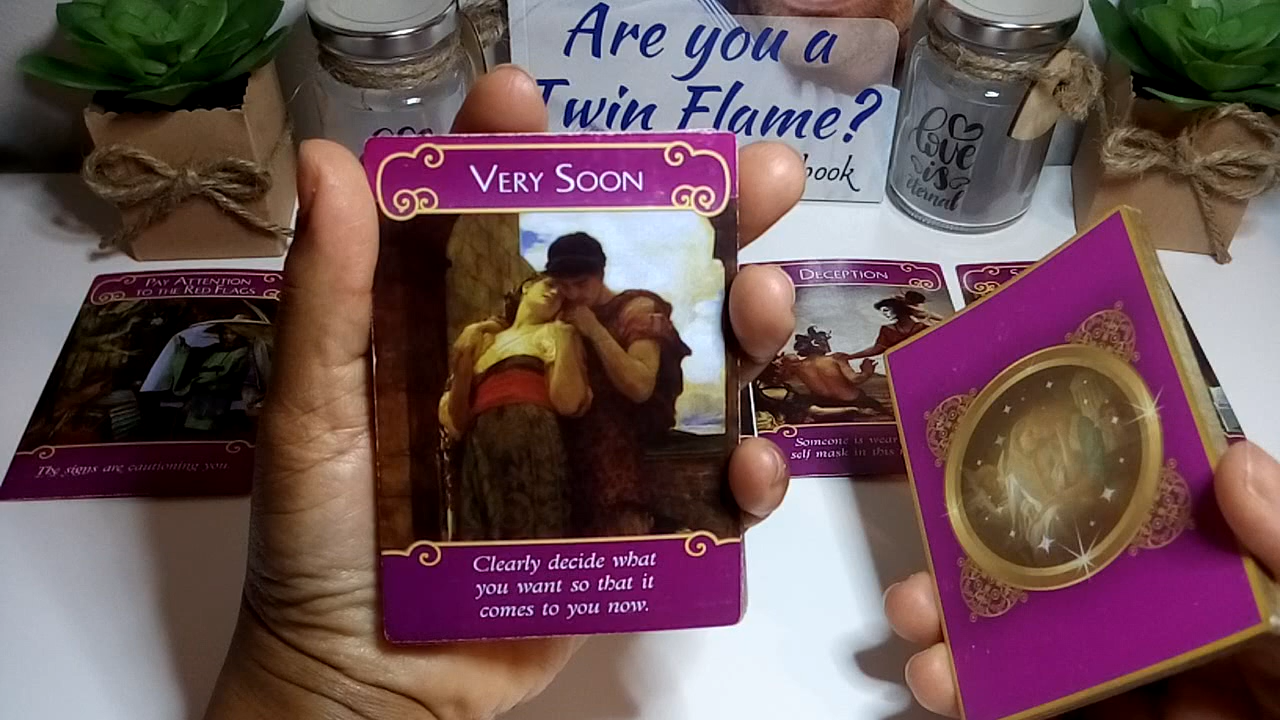 Are you a
Twin Flame?
book
love
is
eternal
VERY SOON
PAY ATTENTION
TO THE RED FLAGS
DECEPTION
The signs are cautioning you
Someone is
self mask in this
Clearly decide what
you want so that it
comes to you now.